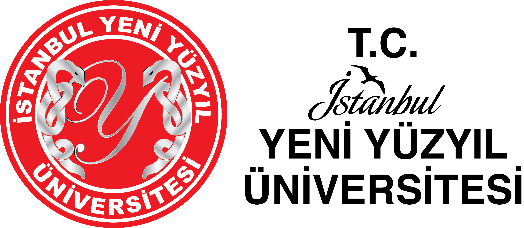 İSTANBUL YENİ YÜZYIL
ÜNİVERSİTESİ
Y
T.C.
İstanbul
YENİ YÜZYIL
ÜNİVERSİTESİ